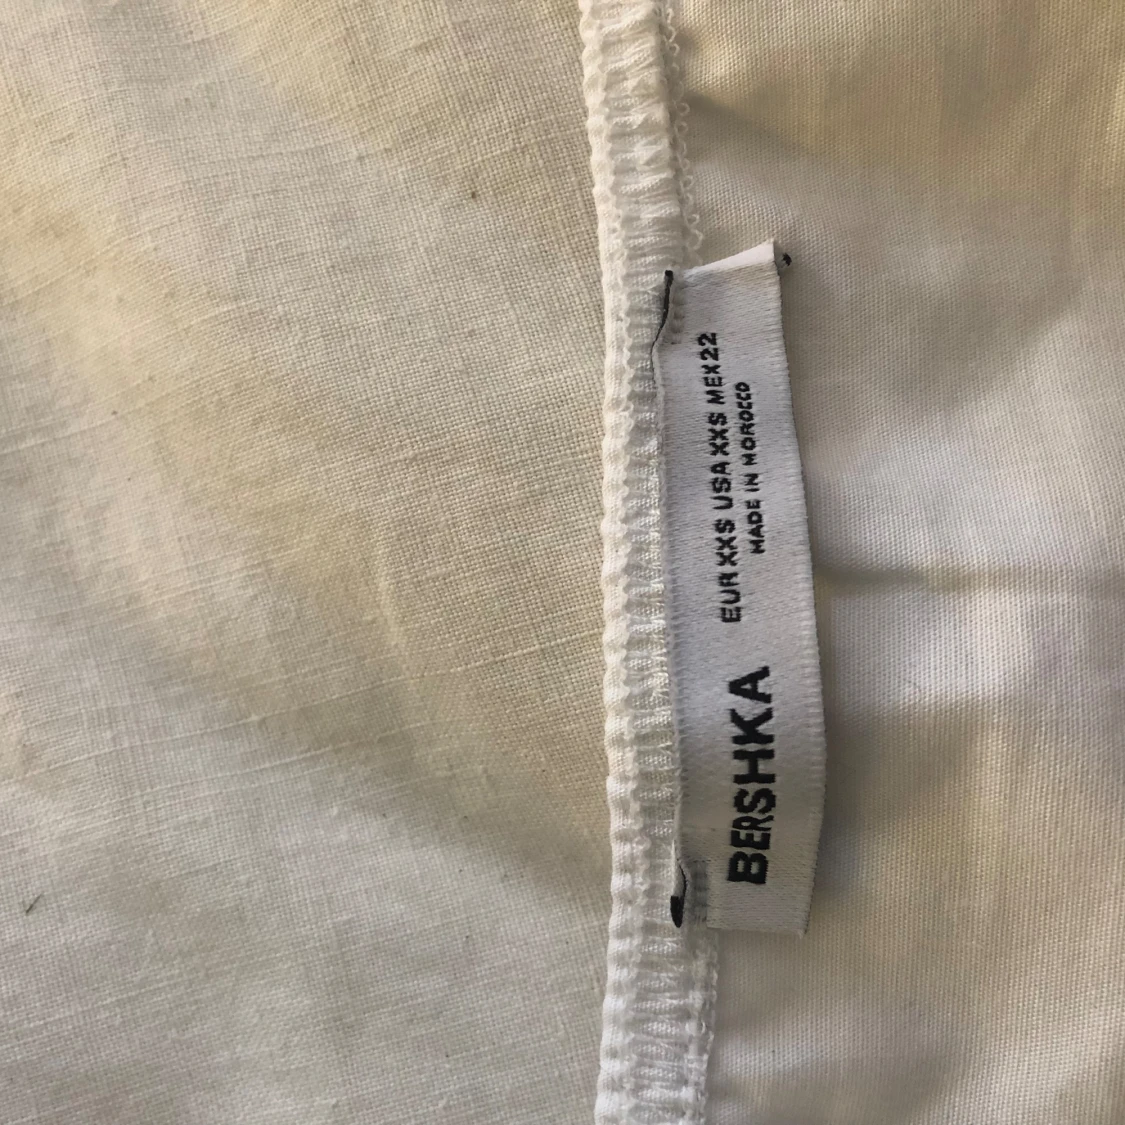 BERSHKA
EUR XXS USA XXS MEX 22
MADE IN MOROCCO